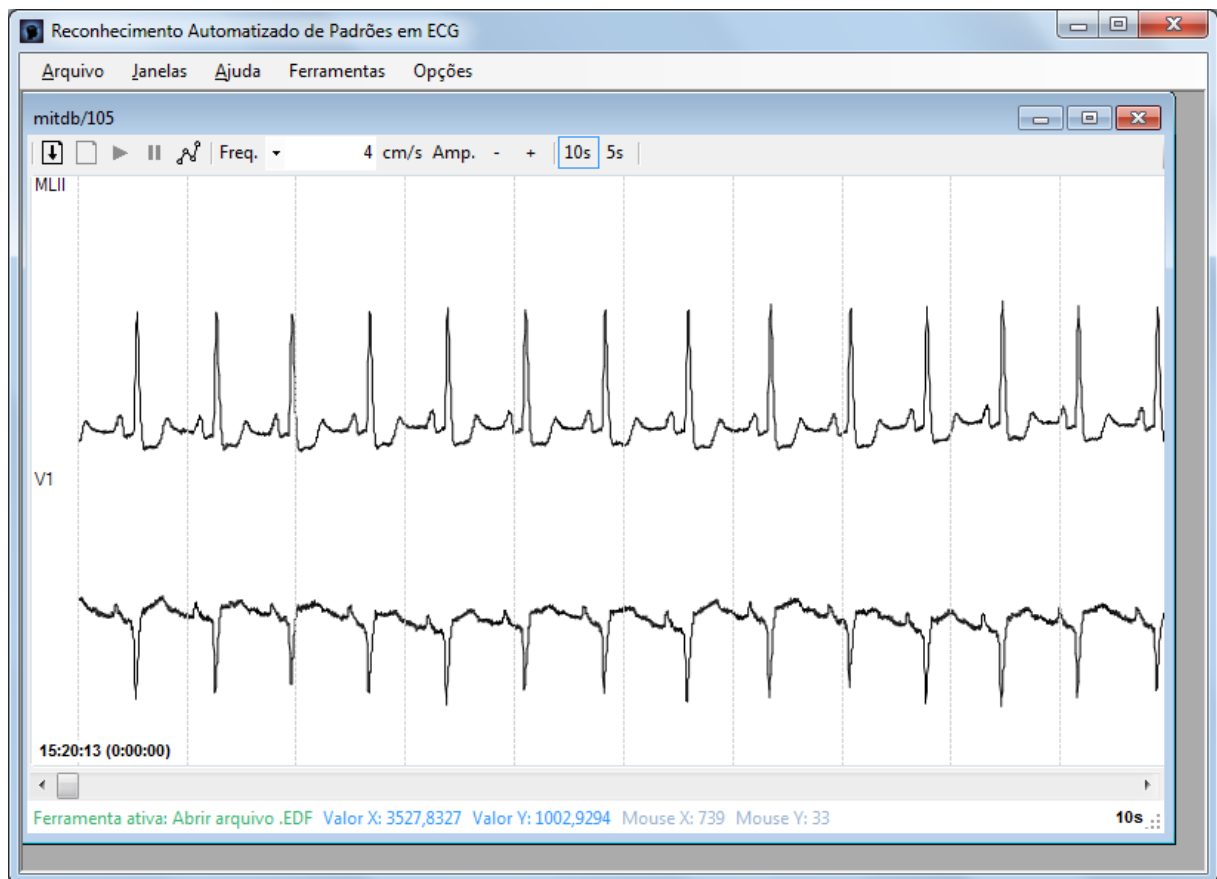 Reconhecimento Automatizado de Padrões em ECG
Arquivo Janelas Ajuda Ferramentas Opções
mitdb/105
Freq. 4 cm/s Amp. - + 10s 5s
MLII
V1
15:20:13 (0:00:00)
Ferramenta ativa: Abrir arquivo .EDF Valor X: 3527,8327 Valor Y: 1002,9294 Mouse X: 739 Mouse Y: 33 10s